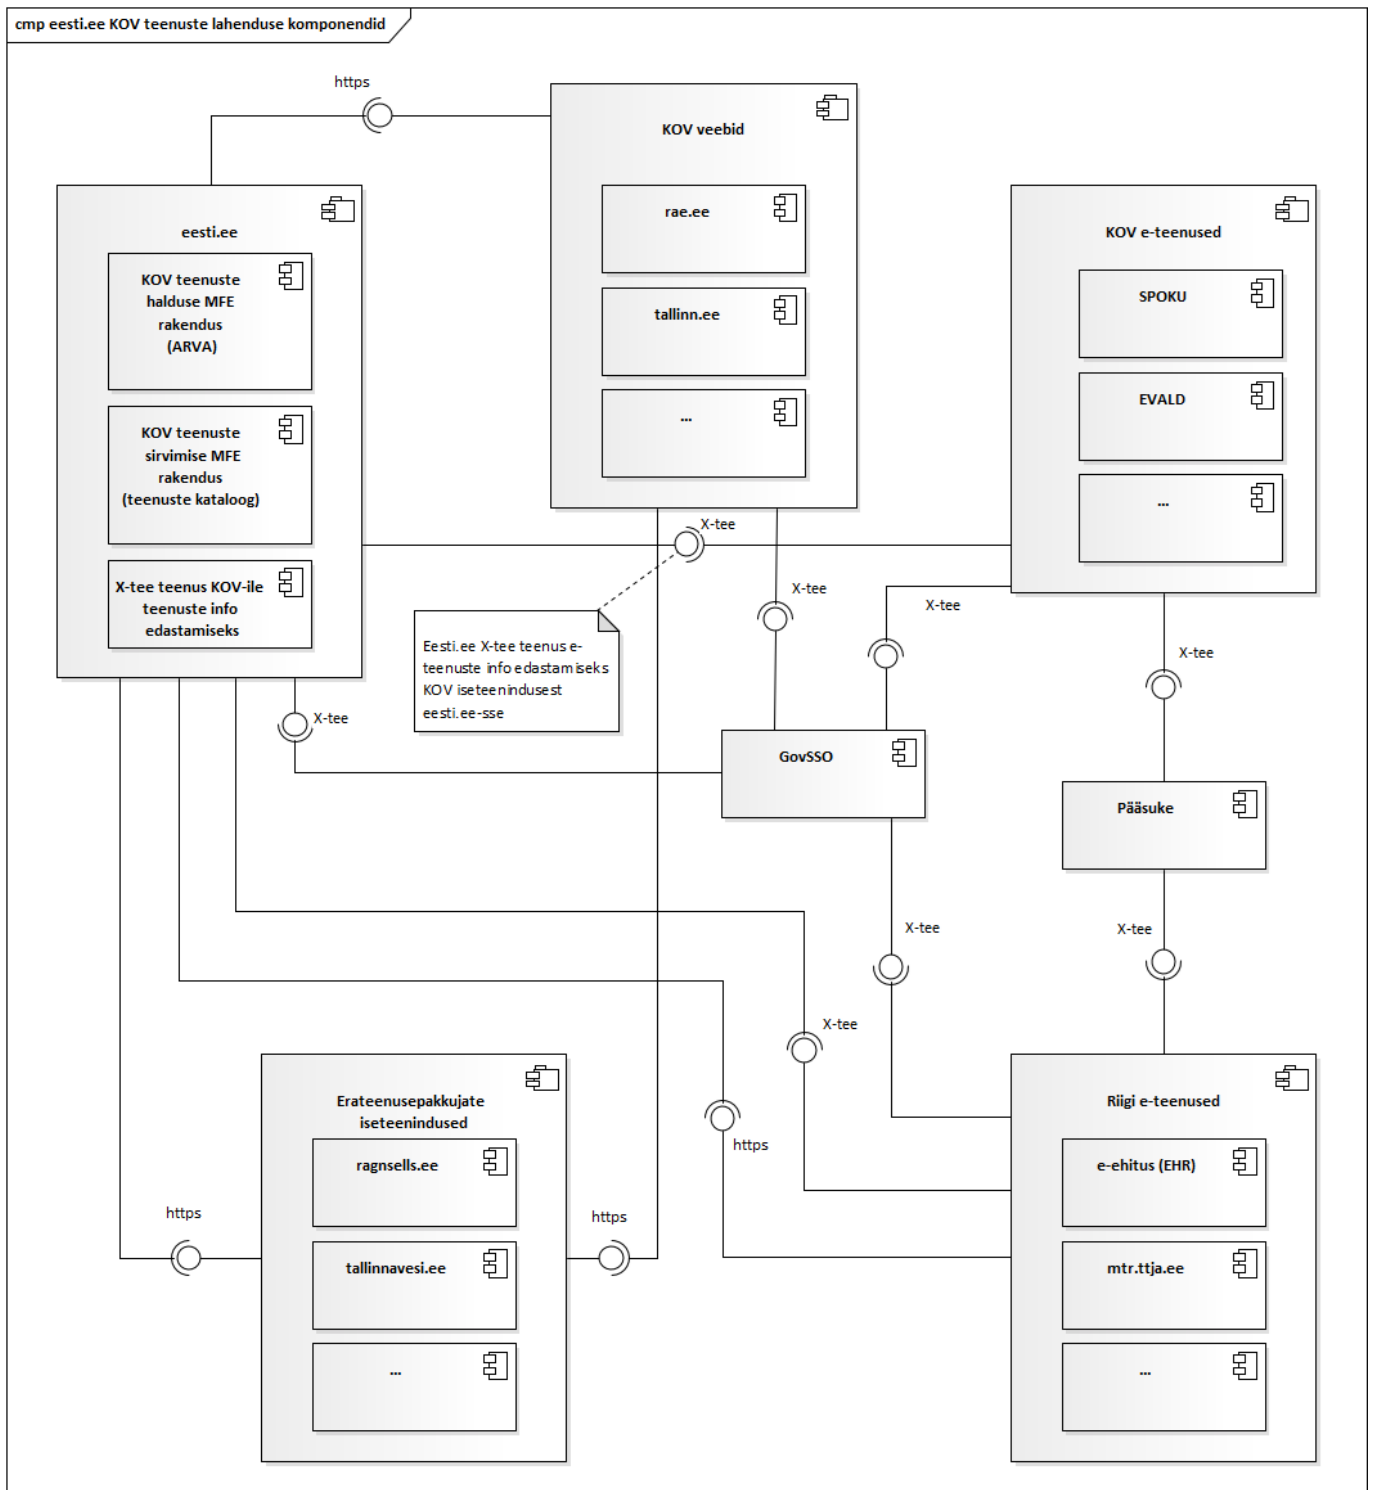 cmp eesti.ee KOV teenuste lahenduse komponendid
https
KOV veebid
rae.ee
tallinn.ee
...
eesti.ee
KOV teenuste
halduse MFE
rakendus
(ARVA)
KOV teenuste
sirvimise MFE
rakendus
(teenuste kataloog)
X-tee teenus KOV-ile
teenuste info
edastamiseks
KOV e-teenused
SPOKU
EVALD
...
X-tee
X-tee
X-tee
X-tee
X-tee
Eesti.ee X-tee teenus e-
teenuste info edastamiseks
KOV iseteenindusest
eesti.ee-sse
GovSSO
Pääsuke
X-tee
X-tee
X-tee
https
https
https
Erateenusepakkujate
iseteenindused
ragnsells.ee
tallinnavesi.ee
...
Riigi e-teenused
e-ehitus (EHR)
mtr.ttja.ee
...